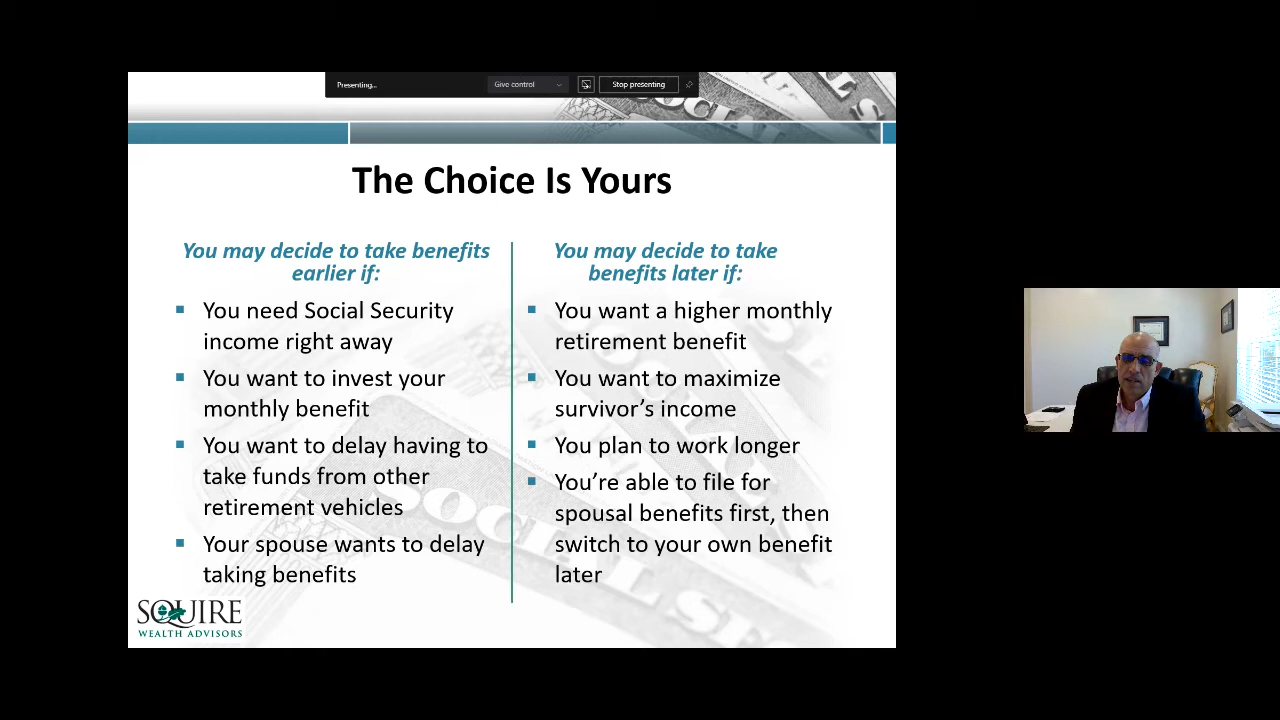 Presenting...
Give control
Stop presenting
SOCIAL S
The Choice Is Yours
You may decide to take benefits
earlier if:
You need Social Security
income right away
You want to invest your
monthly benefit
You want to delay having to
take funds from other
retirement vehicles
Your spouse wants to delay
taking benefits
You may decide to take
benefits later if:
You want a higher monthly
retirement benefit
You want to maximize
survivor's income
You plan to work longer
You're able to file for
spousal benefits first, then
switch to your own benefit
later
SOCIAL SE
SQUIRE
WEALTH ADVISORS